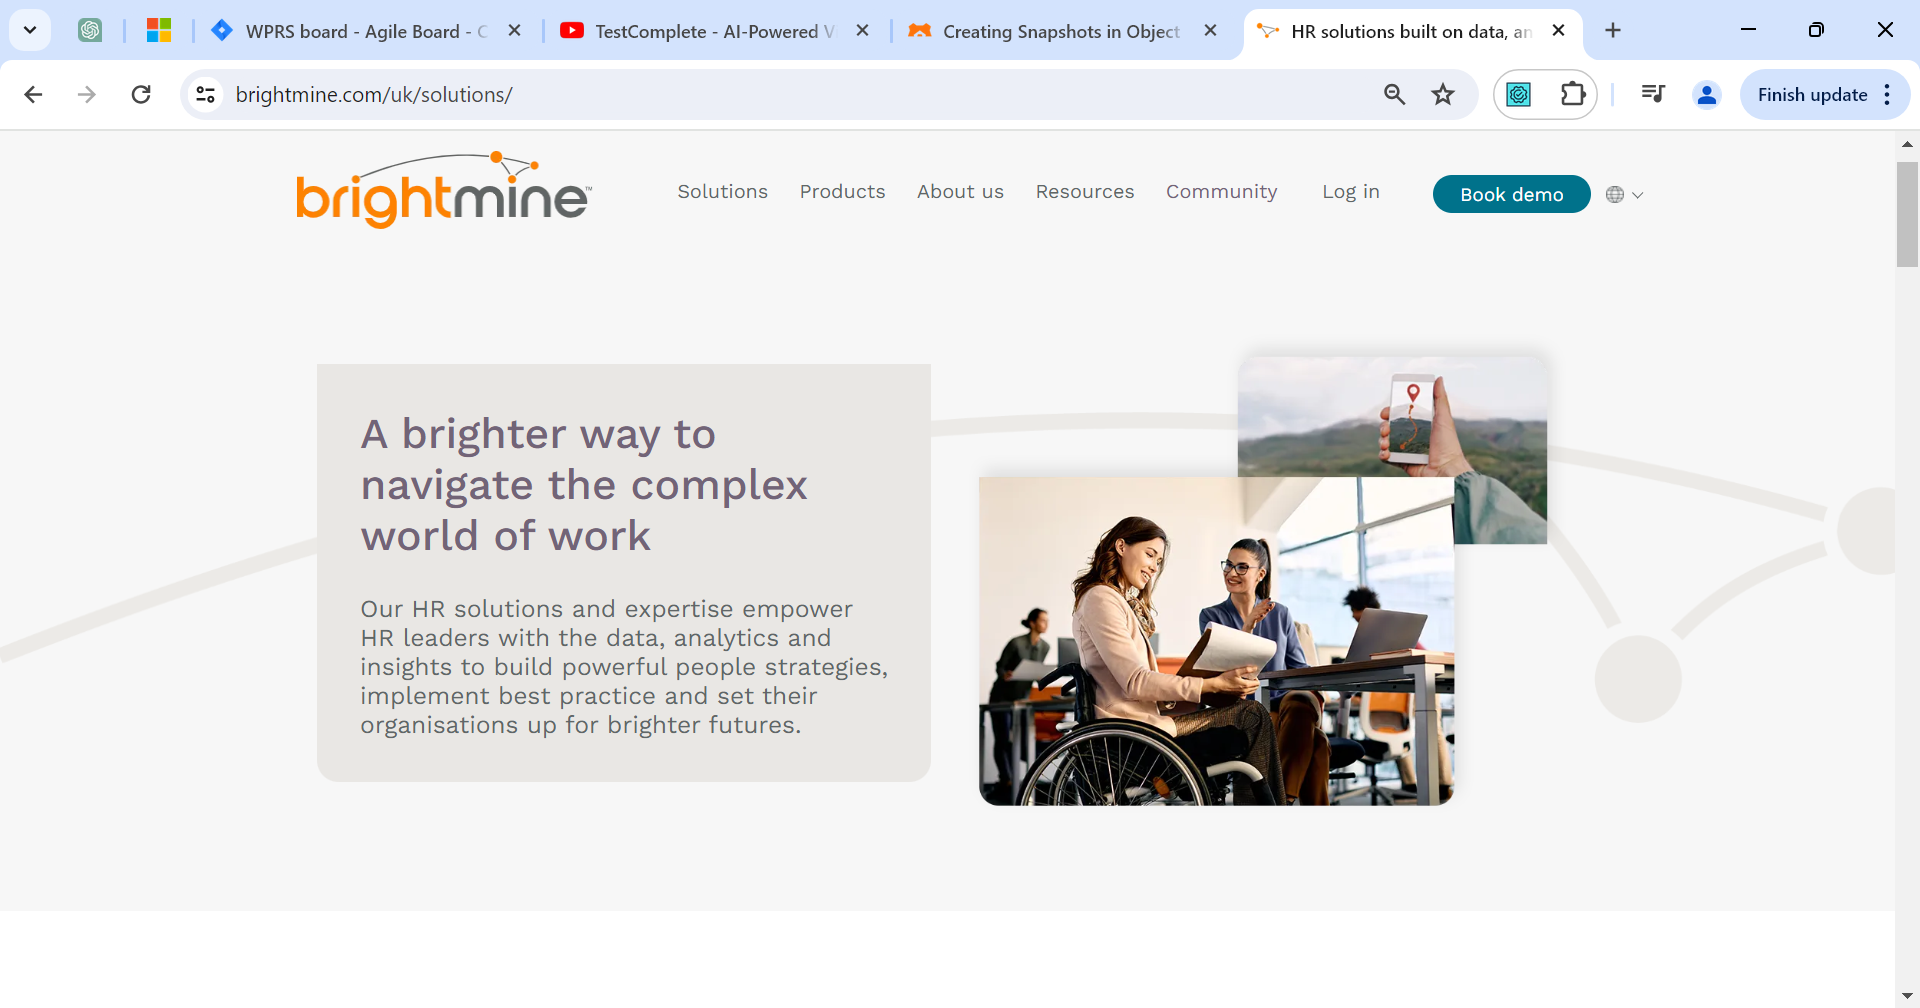 WPRS board - Agile Board - C
TestComplete - AI-Powered V
Creating Snapshots in Object
HR solutions built on data, an
brightmine.com/uk/solutions/
Finish update
brightmine™
Solutions
Products
About us
Resources
Community
Log in
Book demo
A brighter way to
navigate the complex
world of work
Our HR solutions and expertise empower
HR leaders with the data, analytics and
insights to build powerful people strategies,
implement best practice and set their
organisations up for brighter futures.